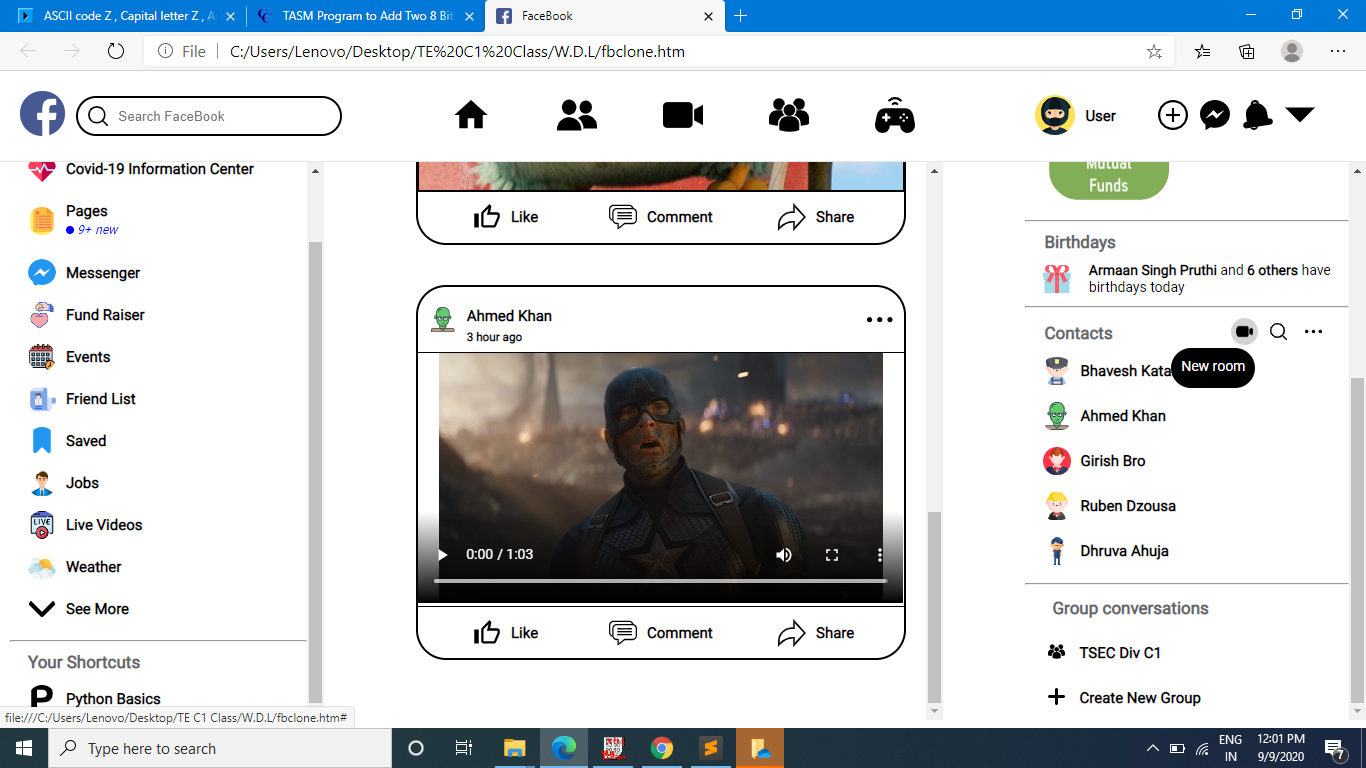 ASCII code Z , Capital letter Z , A
TASM Program to Add Two 8 Bit
FaceBook
File
C:/Users/Lenovo/Desktop/TE%20C1%20Class/W.D.L/fbclone.htm
Search FaceBook
User
Covid-19 Information Center
Pages
9+ new
Messenger
Fund Raiser
Events
Friend List
Saved
Jobs
LIVE
Live Videos
Weather
See More
Your Shortcuts
Python Basics
file:///C:/Users/Lenovo/Desktop/TE C1 Class/W.D.L/fbclone.htm#
Like
Comment
Share
Ahmed Khan
3 hour ago
0:00 / 1:03
Like
Comment
Share
Mutual
Funds
Birthdays
Armaan Singh Pruthi and 6 others have
birthdays today
Contacts
New room
Bhavesh Kata
Ahmed Khan
Girish Bro
Ruben Dzousa
Dhruva Ahuja
Group conversations
TSEC Div C1
Create New Group
Type here to search
ENG
IN
12:01 PM
9/9/2020
7